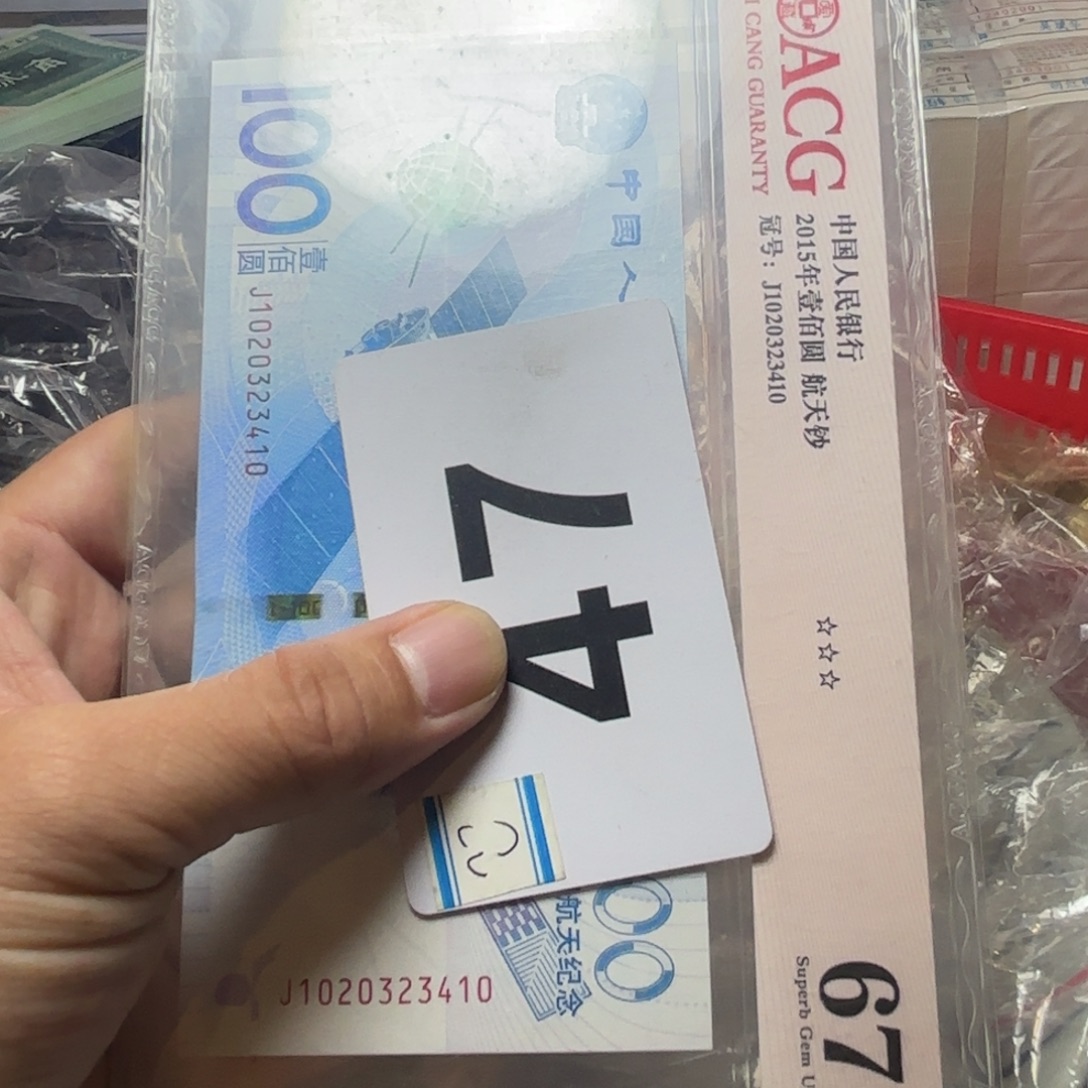 ACG
CANG GUARANTY
中国人民银行
2015年壹佰圆 航天钞
冠号：J1020323410
☆☆☆
67
Superb Gem U
中国人
100
壹佰
圆
J1020323410
74
00
航天纪念
J1020323410